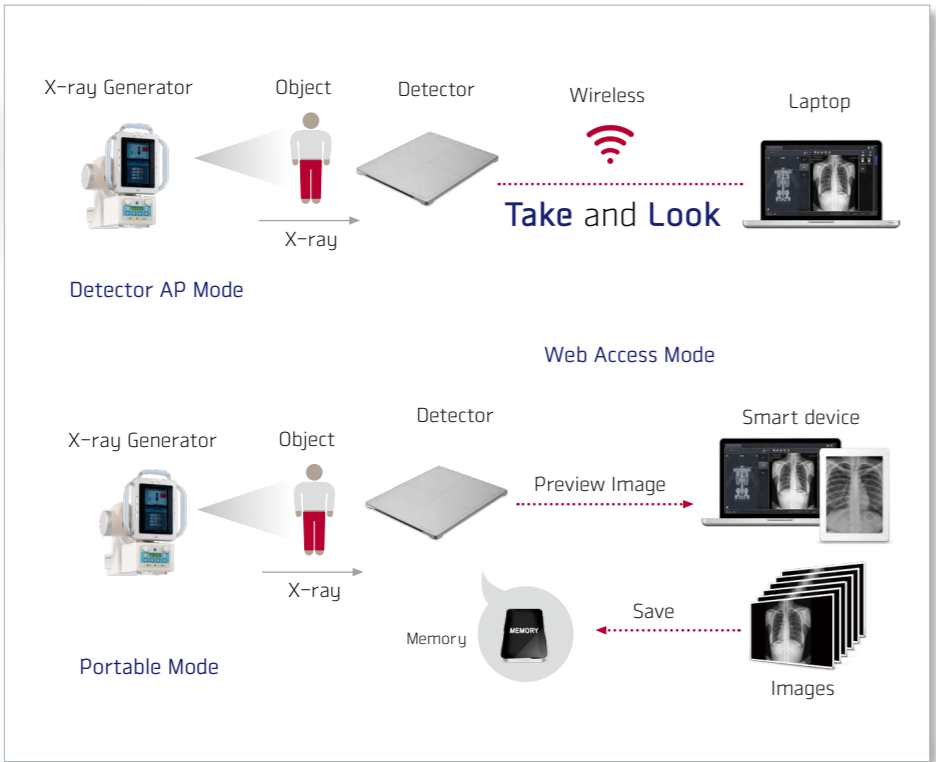 X-ray Generator
Object
Detector
Wireless
Laptop
Take and Look
X-ray
Detector AP Mode
Web Access Mode
X-ray Generator
Object
Detector
Smart device
Preview Image
X-ray
Memory
MEMORY
Save
Portable Mode
Images